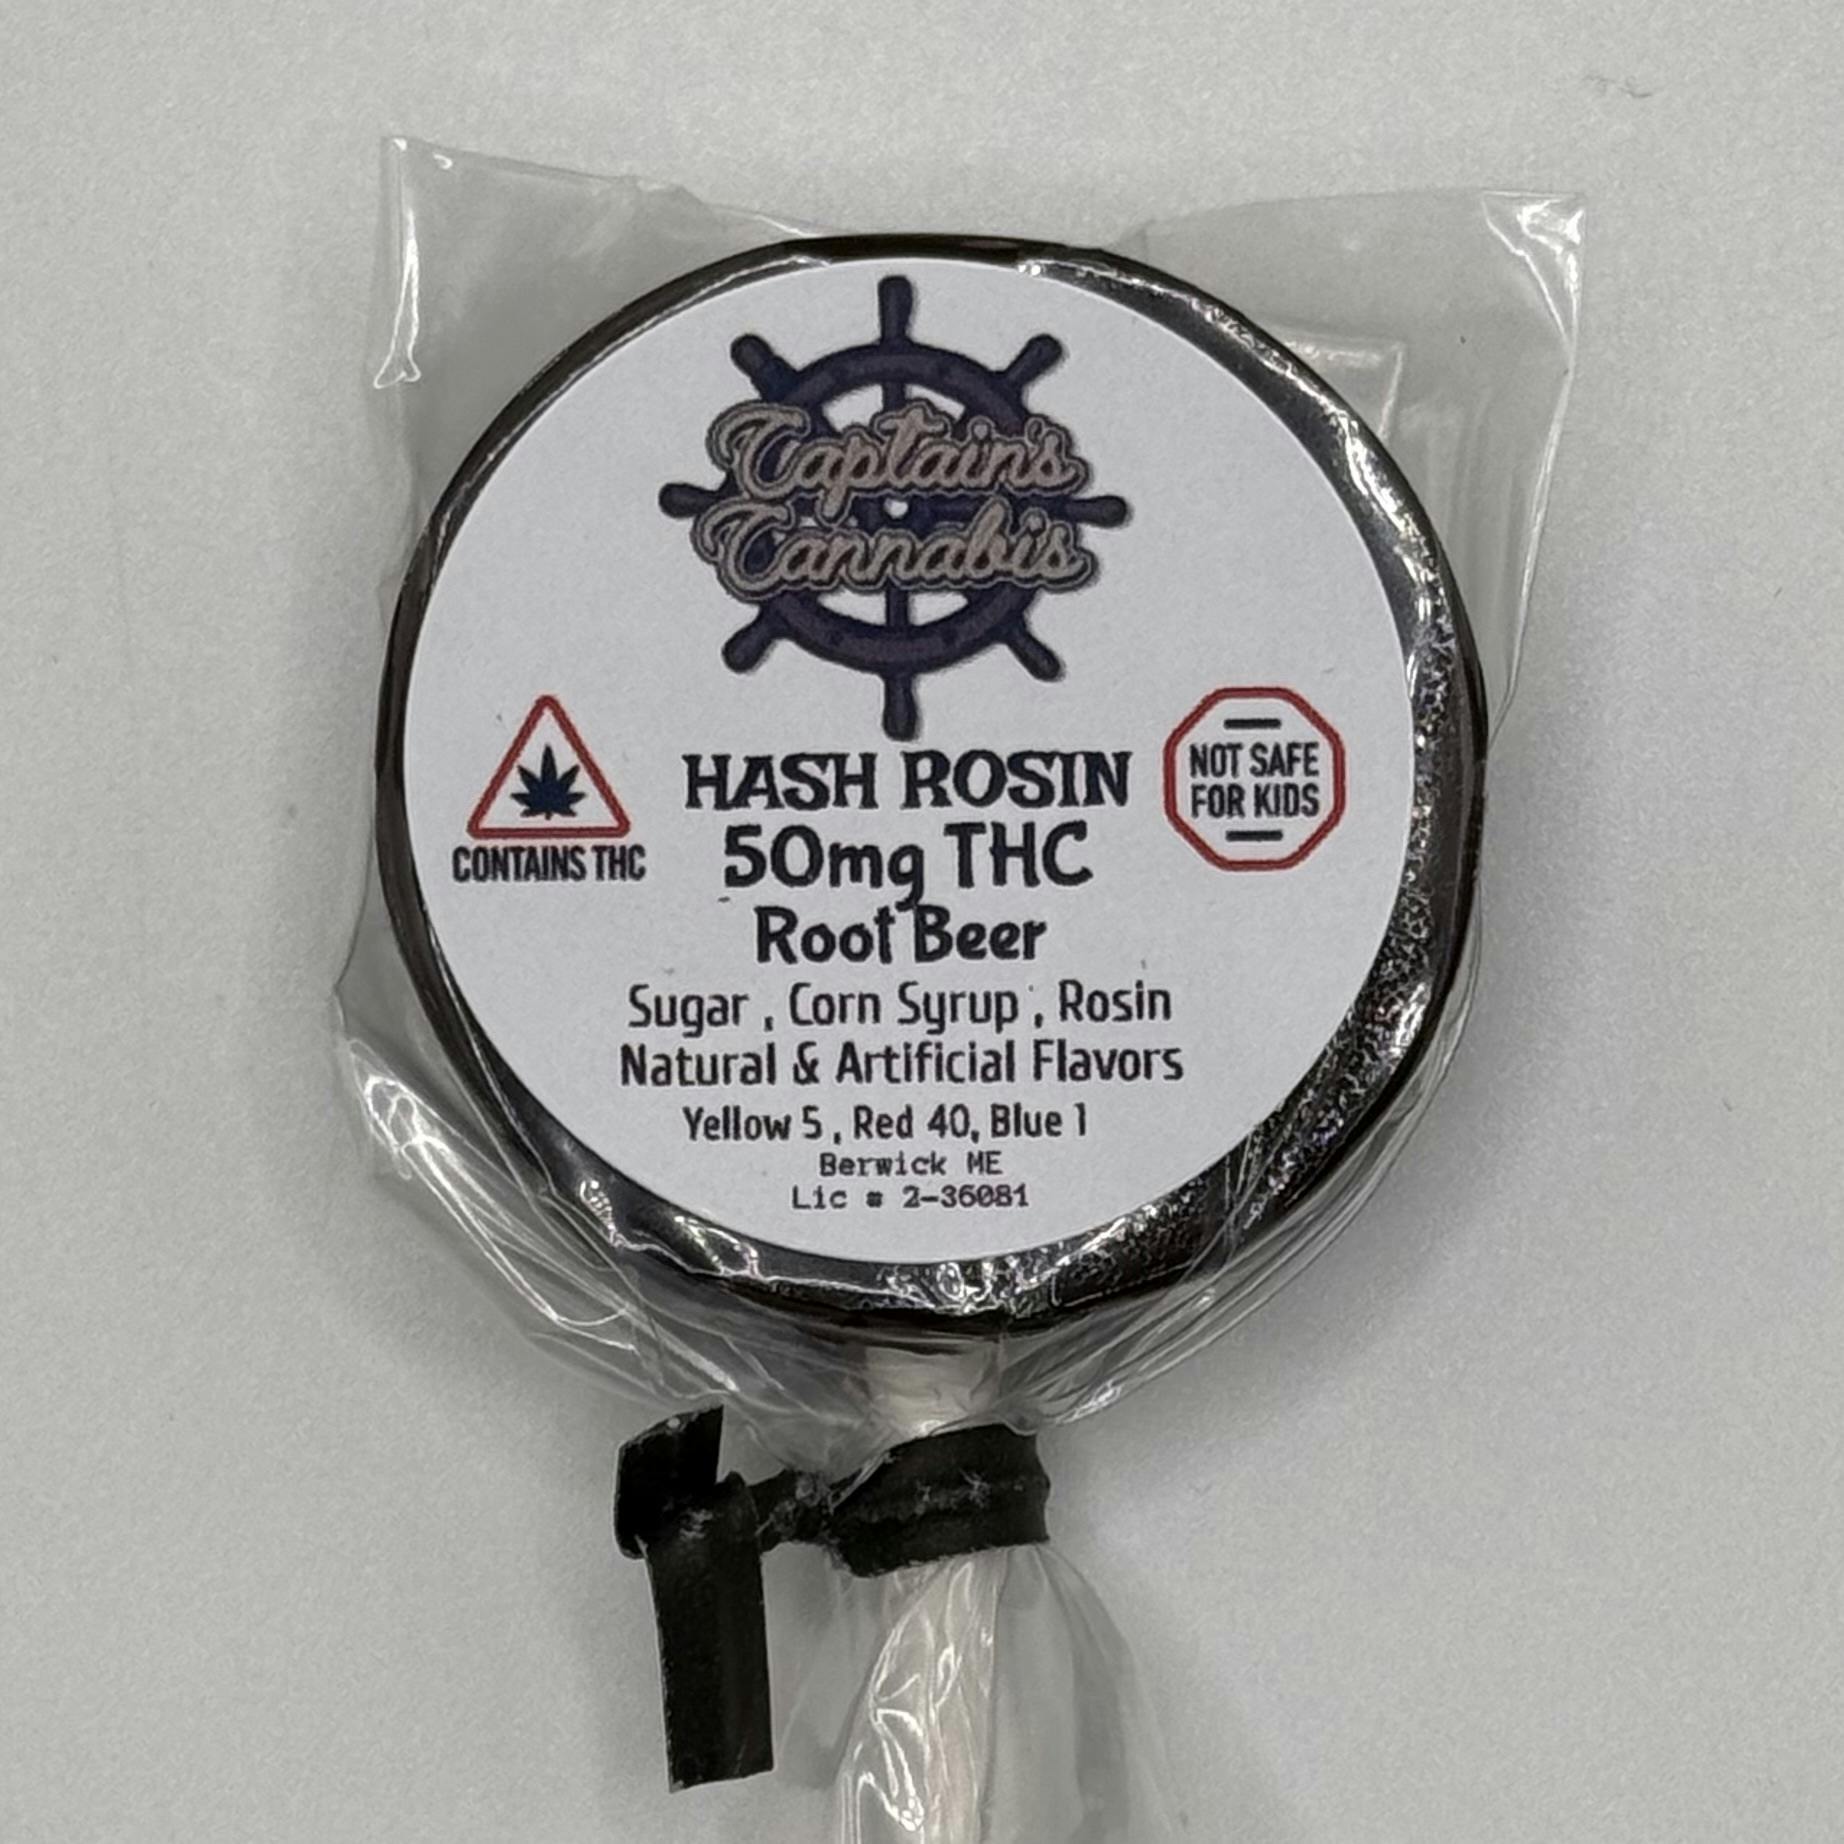 Captain's
Cannabis
HASH ROSIN
50mg THC
Root Beer
CONTAINS THC
NOT SAFE
FOR KIDS
Sugar , Corn Syrup , Rosin
Natural & Artificial Flavors
Yellow 5 , Red 40, Blue 1
Berwick ME
Lic # 2-36081